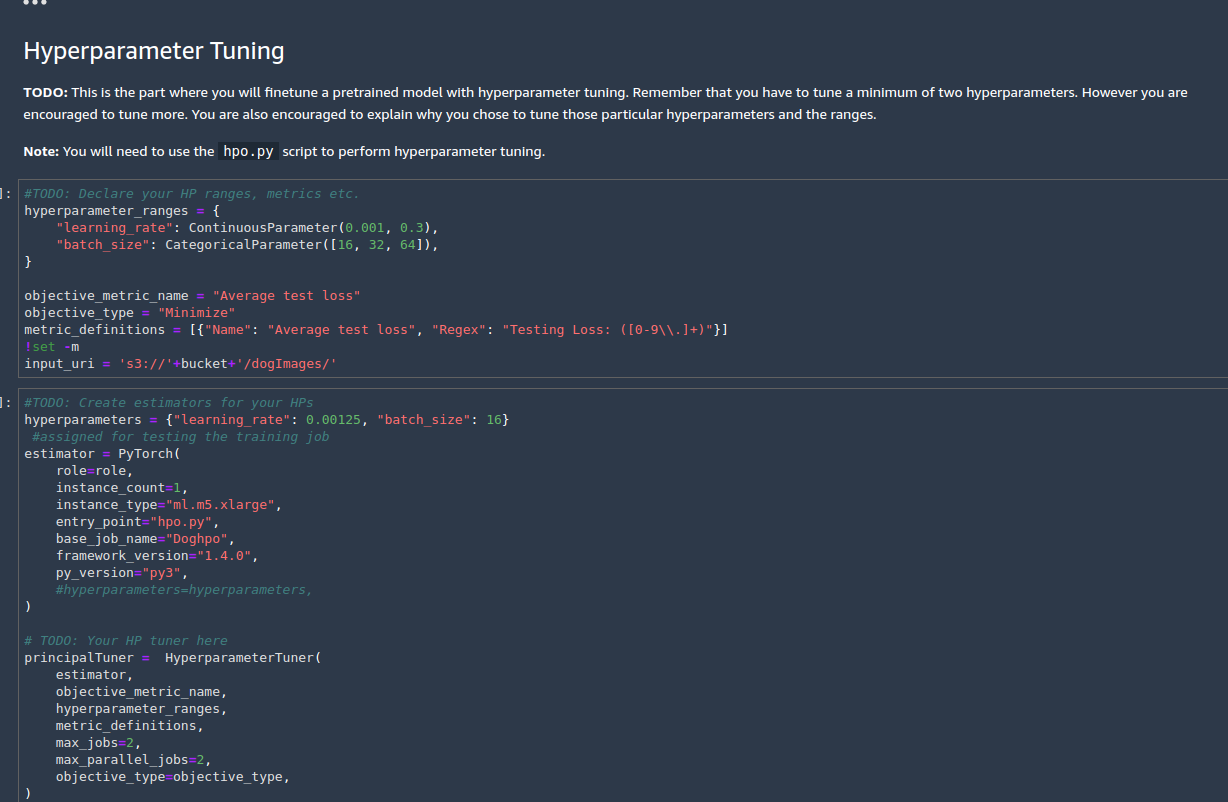 Hyperparameter Tuning
TODO: This is the part where you will finetune a pretrained model with hyperparameter tuning. Remember that you have to tune a minimum of two hyperparameters. However you are
encouraged to tune more. You are also encouraged to explain why you chose to tune those particular hyperparameters and the ranges.
Note: You will need to use the hpo.py script to perform hyperparameter tuning.
]: #TODO: Declare your HP ranges, metrics etc.
hyperparameter_ranges = {
    "learning_rate": ContinuousParameter(0.001, 0.3),
    "batch_size": CategoricalParameter([16, 32, 64]),
}
objective_metric_name = "Average test loss"
objective_type = "Minimize"
metric_definitions = [{"Name": "Average test loss", "Regex": "Testing Loss: ([0-9\\.]+)"}]
!set -m
input_uri = 's3://'+bucket+'/dogImages/'
]: #TODO: Create estimators for your HPs
hyperparameters = {"learning_rate": 0.00125, "batch_size": 16}
 #assigned for testing the training job
estimator = PyTorch(
    role=role,
    instance_count=1,
    instance_type="ml.m5.xlarge",
    entry_point="hpo.py",
    base_job_name="Doghpo",
    framework_version="1.4.0",
    py_version="py3",
    #hyperparameters=hyperparameters,
)
# TODO: Your HP tuner here
principalTuner =  HyperparameterTuner(
    estimator,
    objective_metric_name,
    hyperparameter_ranges,
    metric_definitions,
    max_jobs=2,
    max_parallel_jobs=2,
    objective_type=objective_type,
)